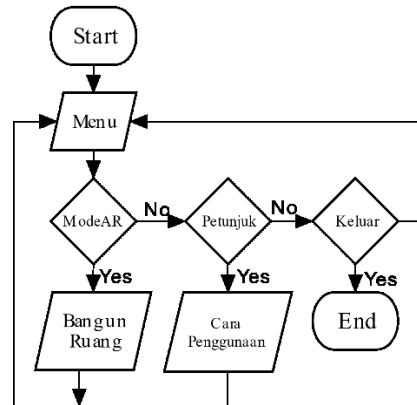 Start
Menu
ModeAR
No
Petunjuk
No
Keluar
Yes
Yes
Yes
Bangun
Ruang
Cara
Penggunaan
End